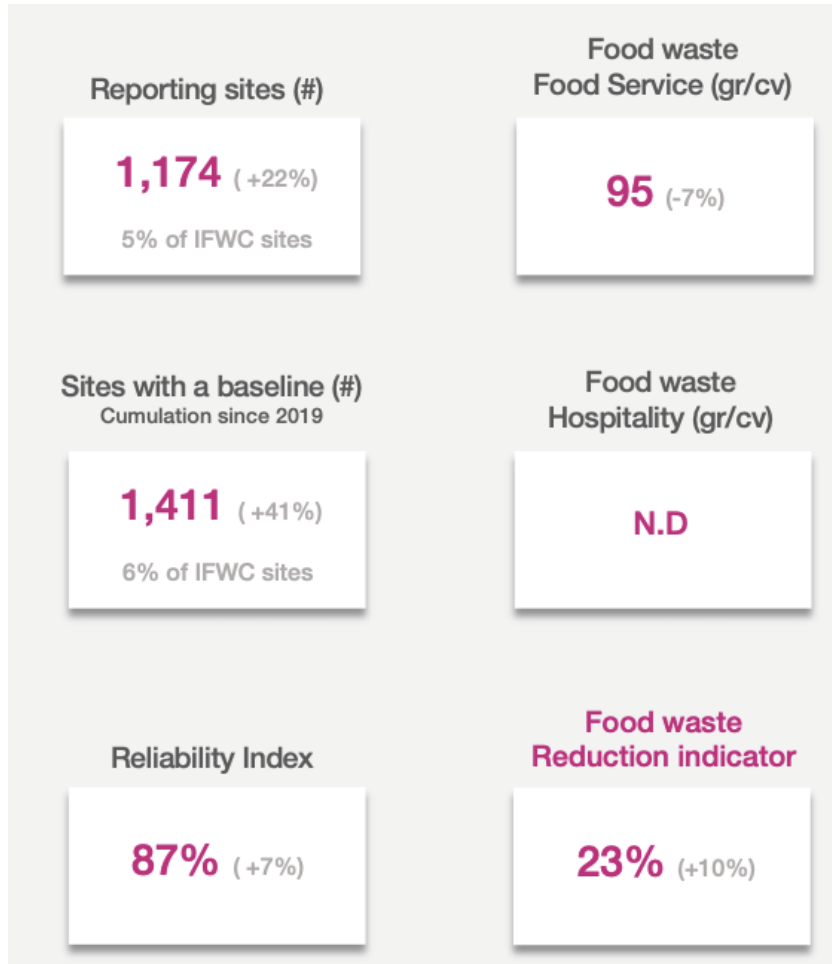 Reporting sites (#)
1,174 ( +22%)
5% of IFWC sites
Food waste
Food Service (gr/cv)
95 (-7%)
Sites with a baseline (#)
Cumulation since 2019
1,411 ( +41%)
6% of IFWC sites
Food waste
Hospitality (gr/cv)
N.D
Reliability Index
87% ( +7%)
Food waste
Reduction indicator
23% (+10%)